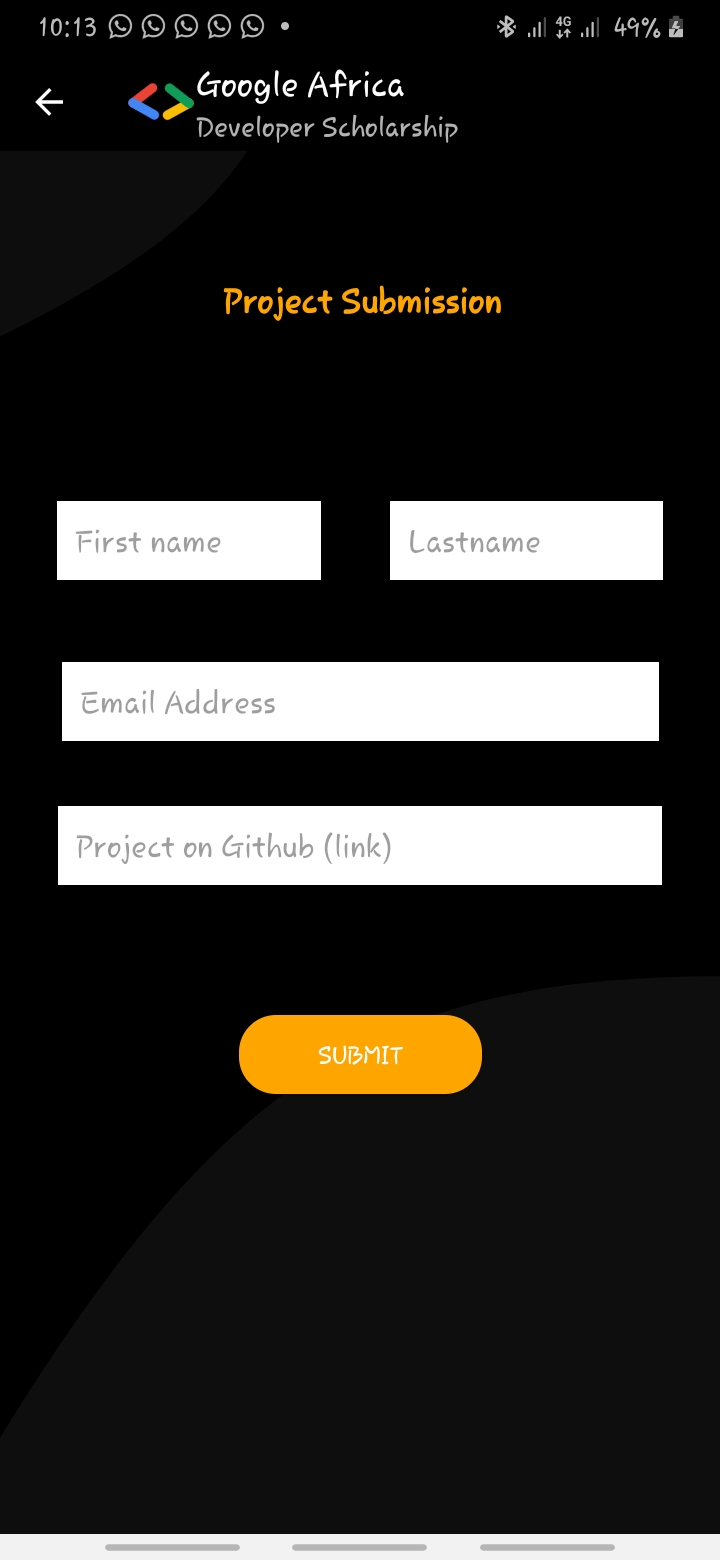 10:13 4G 49%
Google Africa
Developer Scholarship
Project Submission
First name Lastname
Email Address
Project on Github (link)
SUBMIT